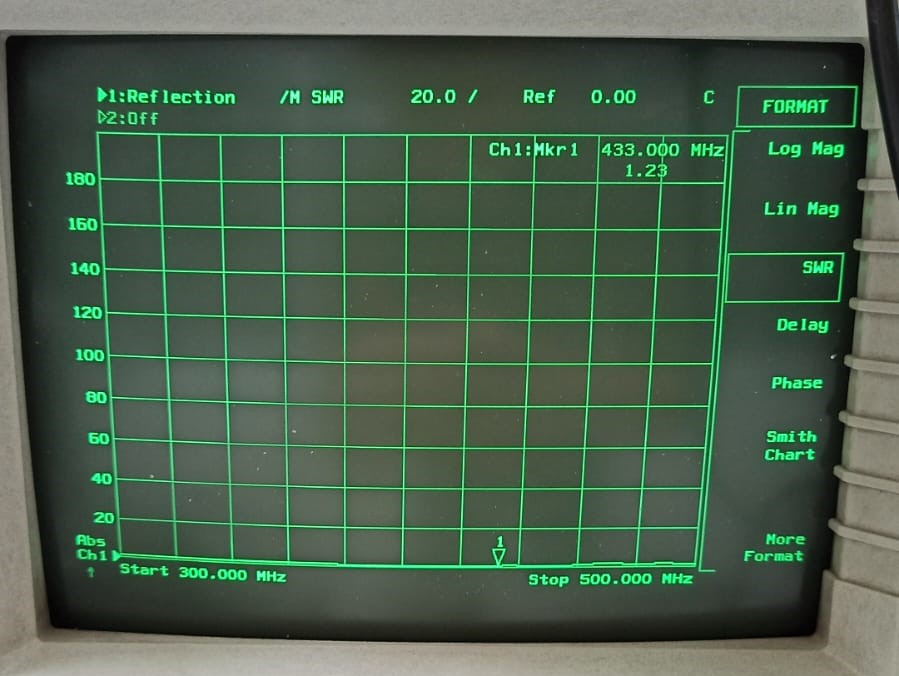 ▷1:Reflection /M SWR 20.0 / Ref 0.00 C
▷2:Off
FORMAT
Ch1:Mkr1 433.000 MHz
1.23
Log Mag
Lin Mag
SWR
Delay
Phase
Smith
Chart
More
Format
180
160
140
120
100
80
60
40
20
Abs
Ch1
1
↑ Start 300.000 MHz Stop 500.000 MHz